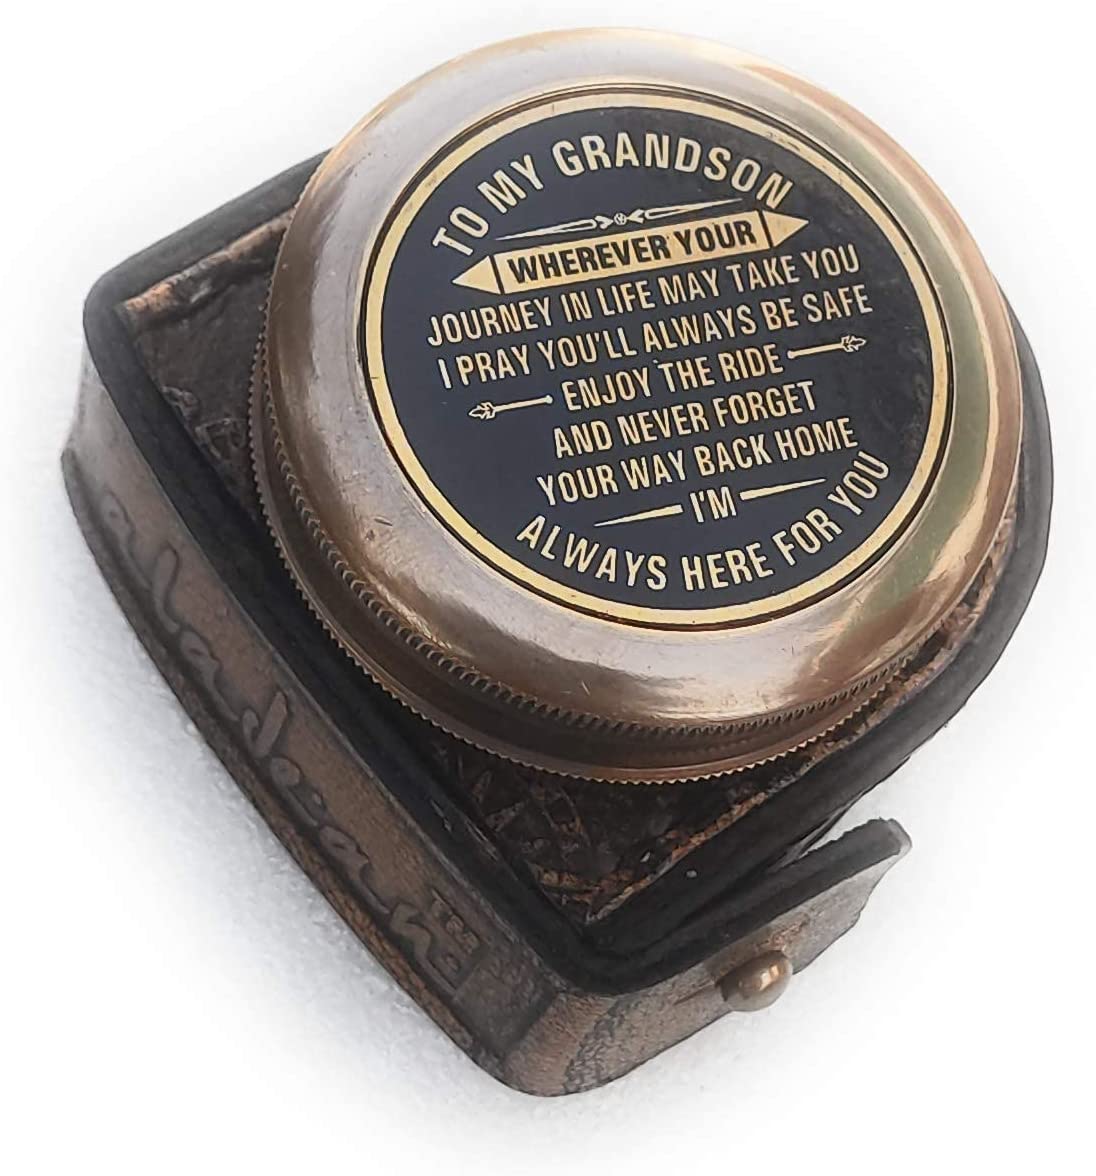 TO MY GRANDSON
WHEREVER YOUR
JOURNEY IN LIFE MAY TAKE YOU
I PRAY YOU'LL ALWAYS BE SAFE
ENJOY THE RIDE
AND NEVER FORGET
YOUR WAY BACK HOME
I'M
ALWAYS HERE FOR YOU